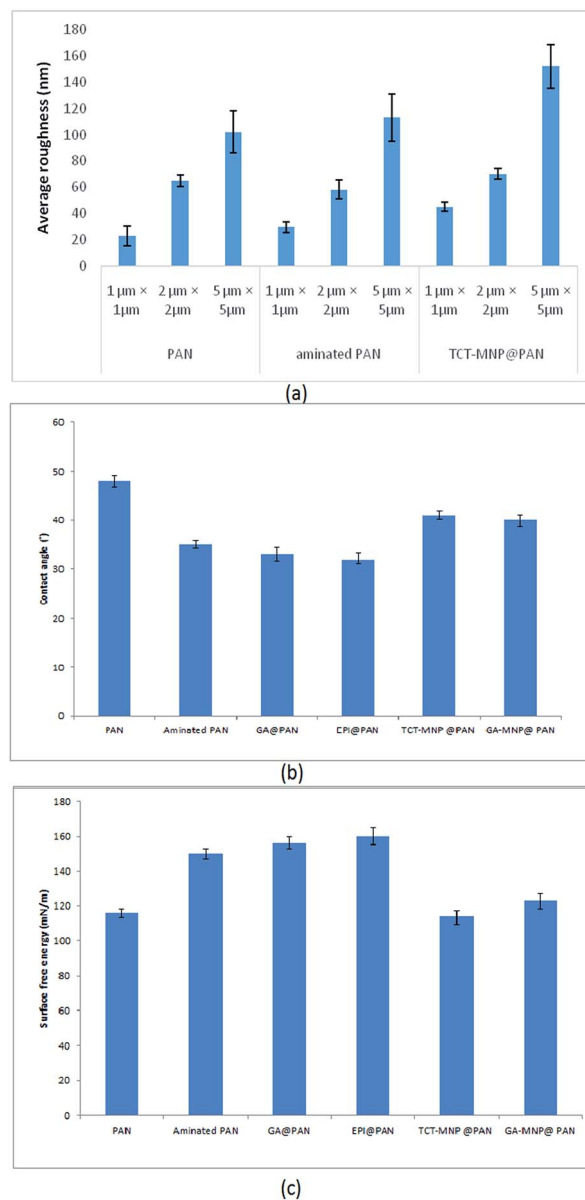 Average roughness (nm)
180
160
140
120
100
80
60
40
20
0
1 µm × 1µm
2 µm × 2µm
5 µm × 5µm
1 µm × 1µm
2 µm × 2µm
5 µm × 5µm
1 µm × 1µm
2 µm × 2µm
5 µm × 5µm
PAN
aminated PAN
TCT-MNP@PAN
(a)
Contact angle (°)
60
50
40
30
20
10
0
PAN
Aminated PAN
GA@PAN
EPI@PAN
TCT-MNP @PAN
GA-MNP@ PAN
(b)
Surface free energy (mN/m)
180
160
140
120
100
80
60
40
20
0
PAN
Aminated PAN
GA@PAN
EPI@PAN
TCT-MNP @PAN
GA-MNP@ PAN
(c)